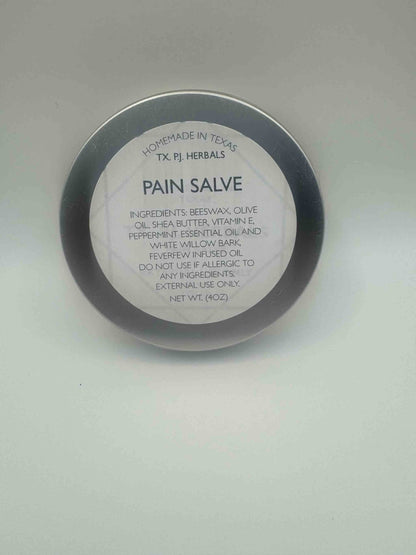 HOMEMADE IN TEXAS
TX. P.J. HERBALS
PAIN SALVE
INGREDIENTS: BEESWAX, OLIVE
OIL, SHEA BUTTER, VITAMIN E,
PEPPERMINT ESSENTIAL OIL AND
WHITE WILLOW BARK,
FEVERFEW INFUSED OIL
DO NOT USE IF ALLERGIC TO
ANY INGREDIENTS.
EXTERNAL USE ONLY.
NET WT. (4OZ)